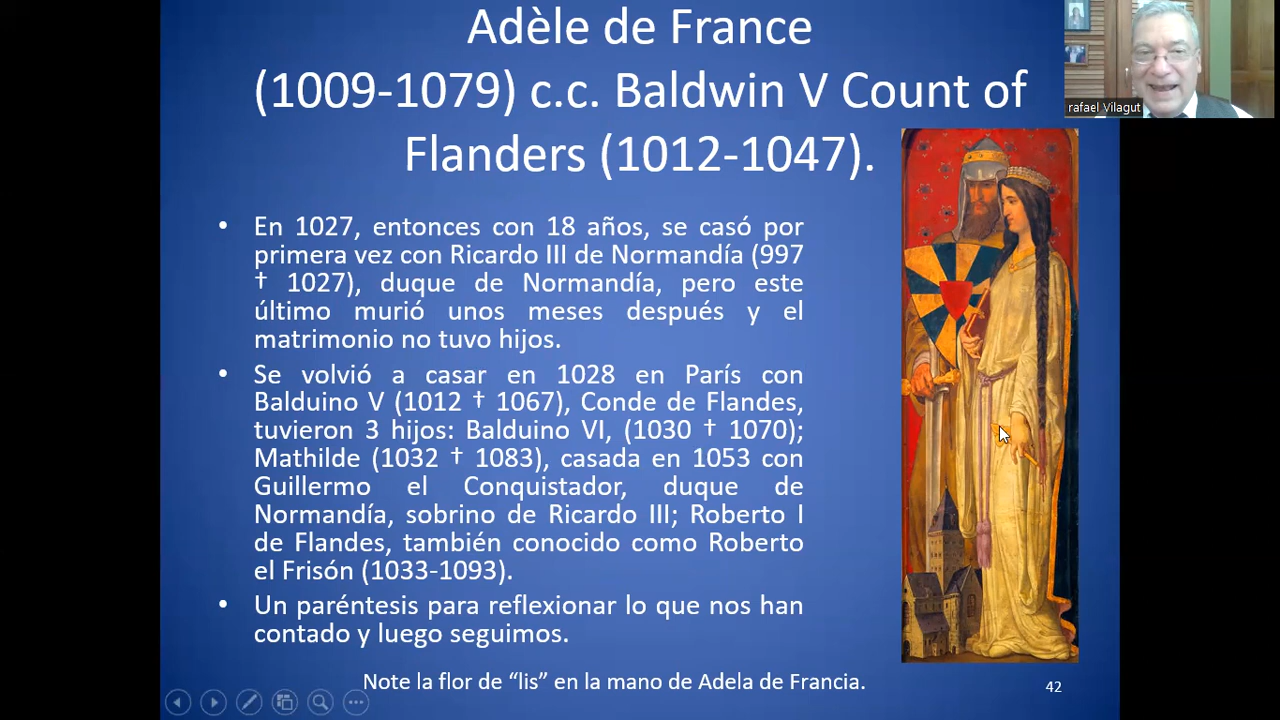 Adèle de France
(1009-1079) c.c. Baldwin V Count of
Flanders (1012-1047).
rafael Vilagut
• En 1027, entonces con 18 años, se casó por
primera vez con Ricardo III de Normandía (997
† 1027), duque de Normandía, pero este
último murió unos meses después y el
matrimonio no tuvo hijos.
• Se volvió a casar en 1028 en París con
Balduino V (1012 † 1067), Conde de Flandes,
tuvieron 3 hijos: Balduino VI, (1030 † 1070);
Mathilde (1032 † 1083), casada en 1053 con
Guillermo el Conquistador, duque de
Normandía, sobrino de Ricardo III; Roberto I
de Flandes, también conocido como Roberto
el Frisón (1033-1093).
• Un paréntesis para reflexionar lo que nos han
contado y luego seguimos.
Note la flor de “lis” en la mano de Adela de Francia.
42